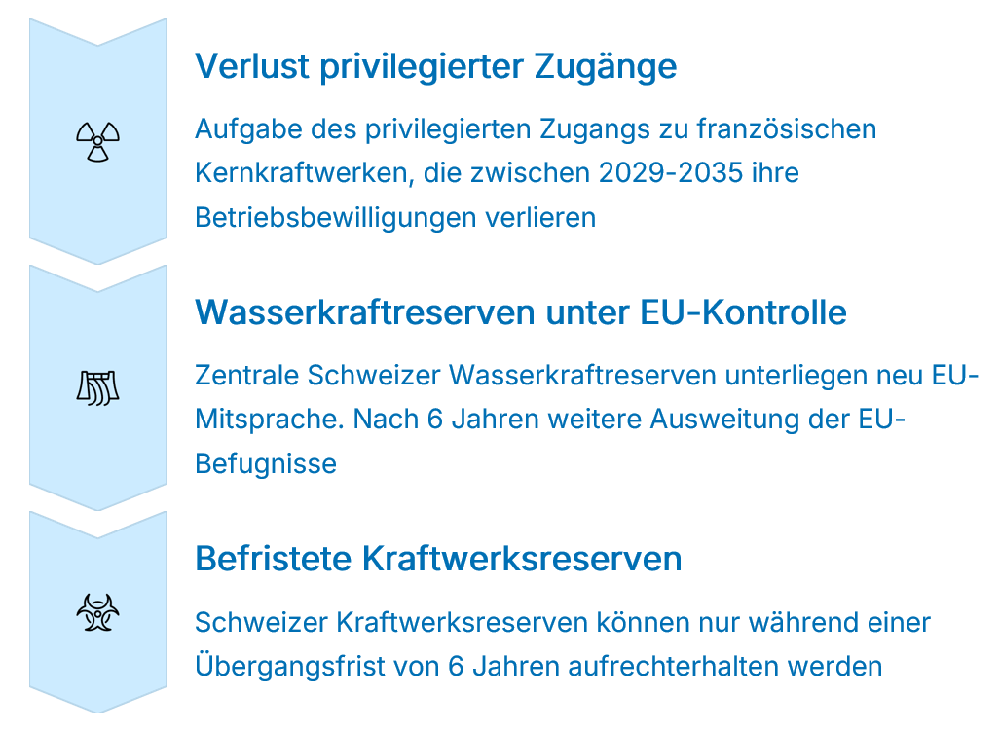 Verlust privilegierter Zugänge
Aufgabe des privilegierten Zugangs zu französischen
Kernkraftwerken, die zwischen 2029-2035 ihre
Betriebsbewilligungen verlieren
Wasserkraftreserven unter EU-Kontrolle
Zentrale Schweizer Wasserkraftreserven unterliegen neu EU-
Mitsprache. Nach 6 Jahren weitere Ausweitung der EU-
Befugnisse
Befristete Kraftwerksreserven
Schweizer Kraftwerksreserven können nur während einer
Übergangsfrist von 6 Jahren aufrechterhalten werden